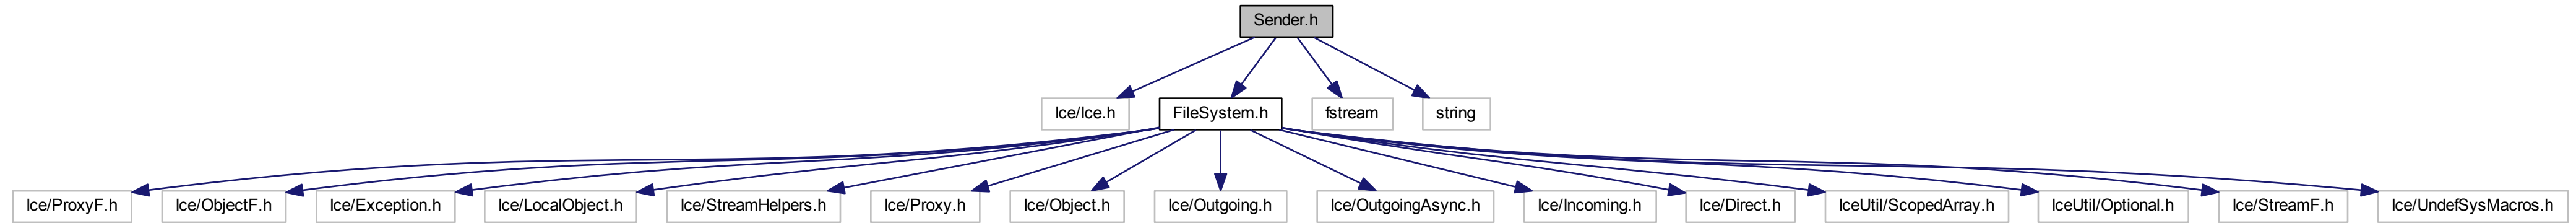 Sender.h
Ice/Ice.h
FileSystem.h
fstream
string
Ice/ProxyF.h
Ice/ObjectF.h
Ice/Exception.h
Ice/LocalObject.h
Ice/StreamHelpers.h
Ice/Proxy.h
Ice/Object.h
Ice/Outgoing.h
Ice/OutgoingAsync.h
Ice/Incoming.h
Ice/Direct.h
IceUtil/ScopedArray.h
IceUtil/Optional.h
Ice/StreamF.h
Ice/UndefSysMacros.h